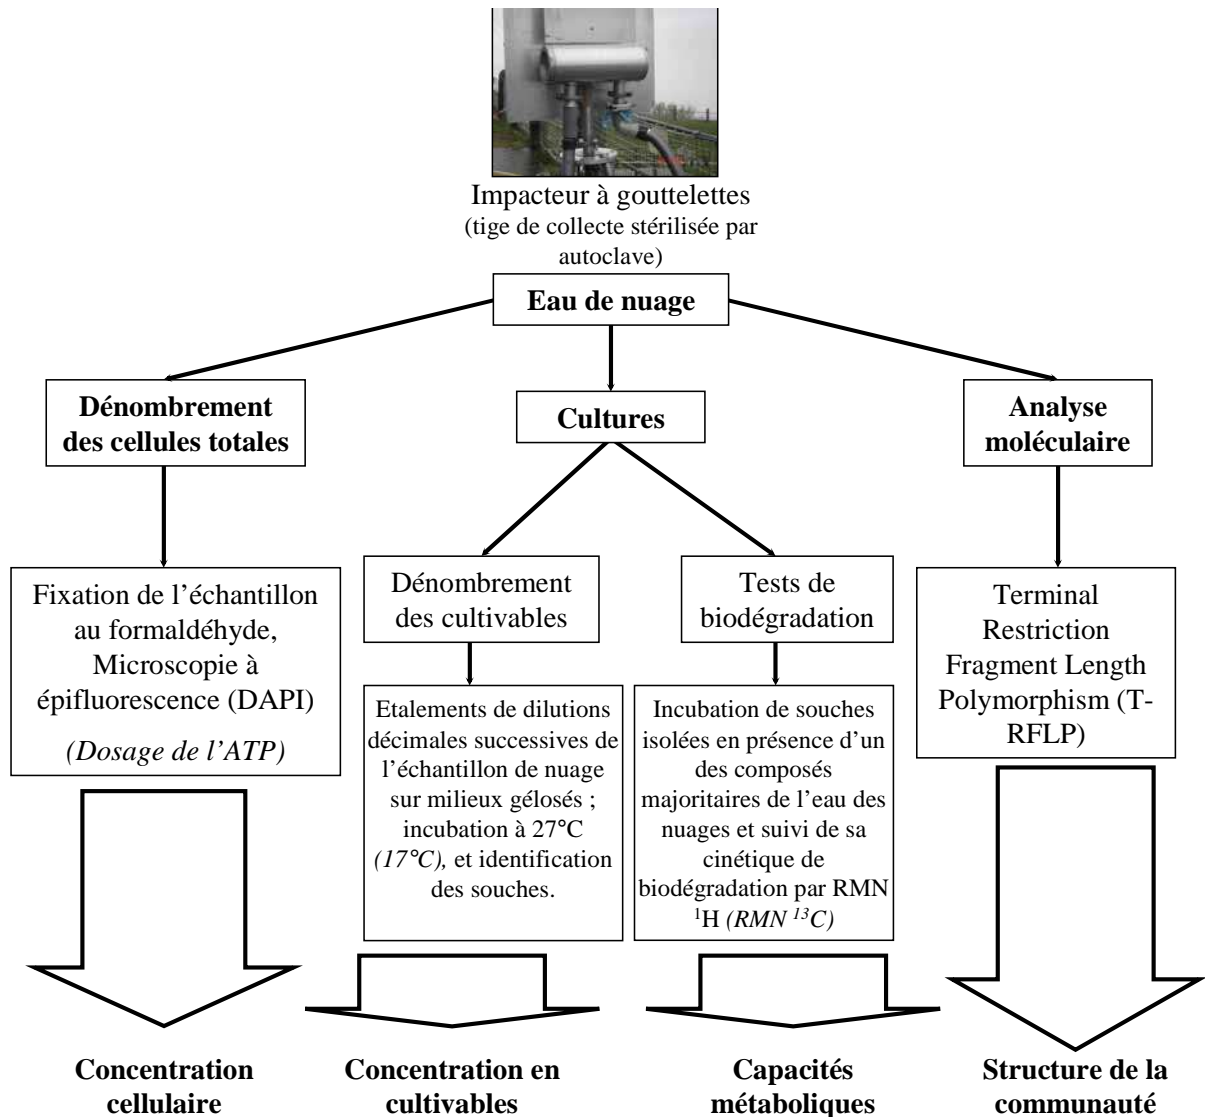 Impacteur à gouttelettes
(tige de collecte stérilisée par
autoclave)
Eau de nuage
Dénombrement
des cellules totales
Cultures
Analyse
moléculaire
Fixation de l’échantillon
au formaldéhyde,
Microscopie à
épifluorescence (DAPI)
(Dosage de l’ATP)
Dénombrement
des cultivables
Tests de
biodégradation
Terminal
Restriction
Fragment Length
Polymorphism (T-
RFLP)
Etalements de dilutions
décimales successives de
l’échantillon de nuage
sur milieux gélosés ;
incubation à 27°C
(17°C), et identification
des souches.
Incubation de souches
isolées en présence d’un
des composés
majoritaires de l’eau des
nuages et suivi de sa
cinétique de
biodégradation par RMN
¹H (RMN ¹³C)
Concentration
cellulaire
Concentration en
cultivables
Capacités
métaboliques
Structure de la
communauté